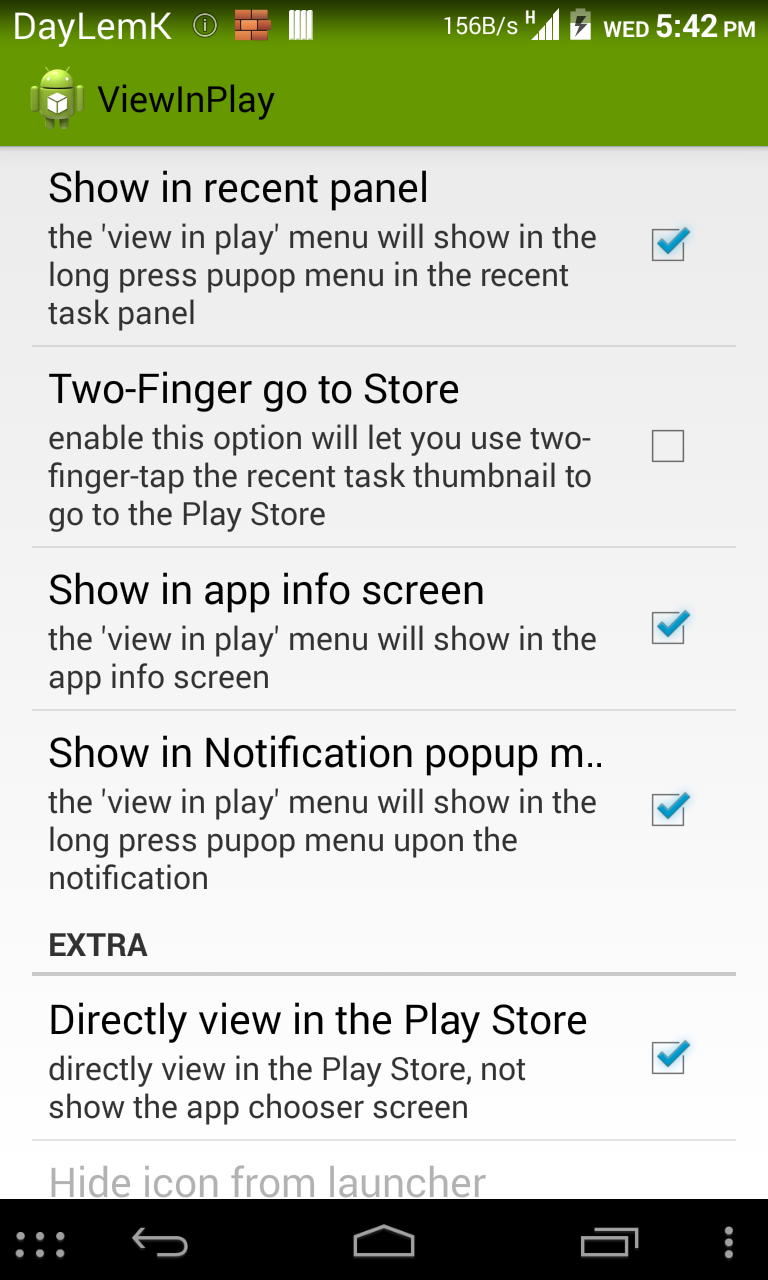 DayLemK 156B/s H WED 5:42 PM
ViewInPlay
Show in recent panel
the 'view in play' menu will show in the
long press pupop menu in the recent
task panel
Two-Finger go to Store
enable this option will let you use two-
finger-tap the recent task thumbnail to
go to the Play Store
Show in app info screen
the 'view in play' menu will show in the
app info screen
Show in Notification popup m..
the 'view in play' menu will show in the
long press pupop menu upon the
notification
EXTRA
Directly view in the Play Store
directly view in the Play Store, not
show the app chooser screen
Hide icon from launcher